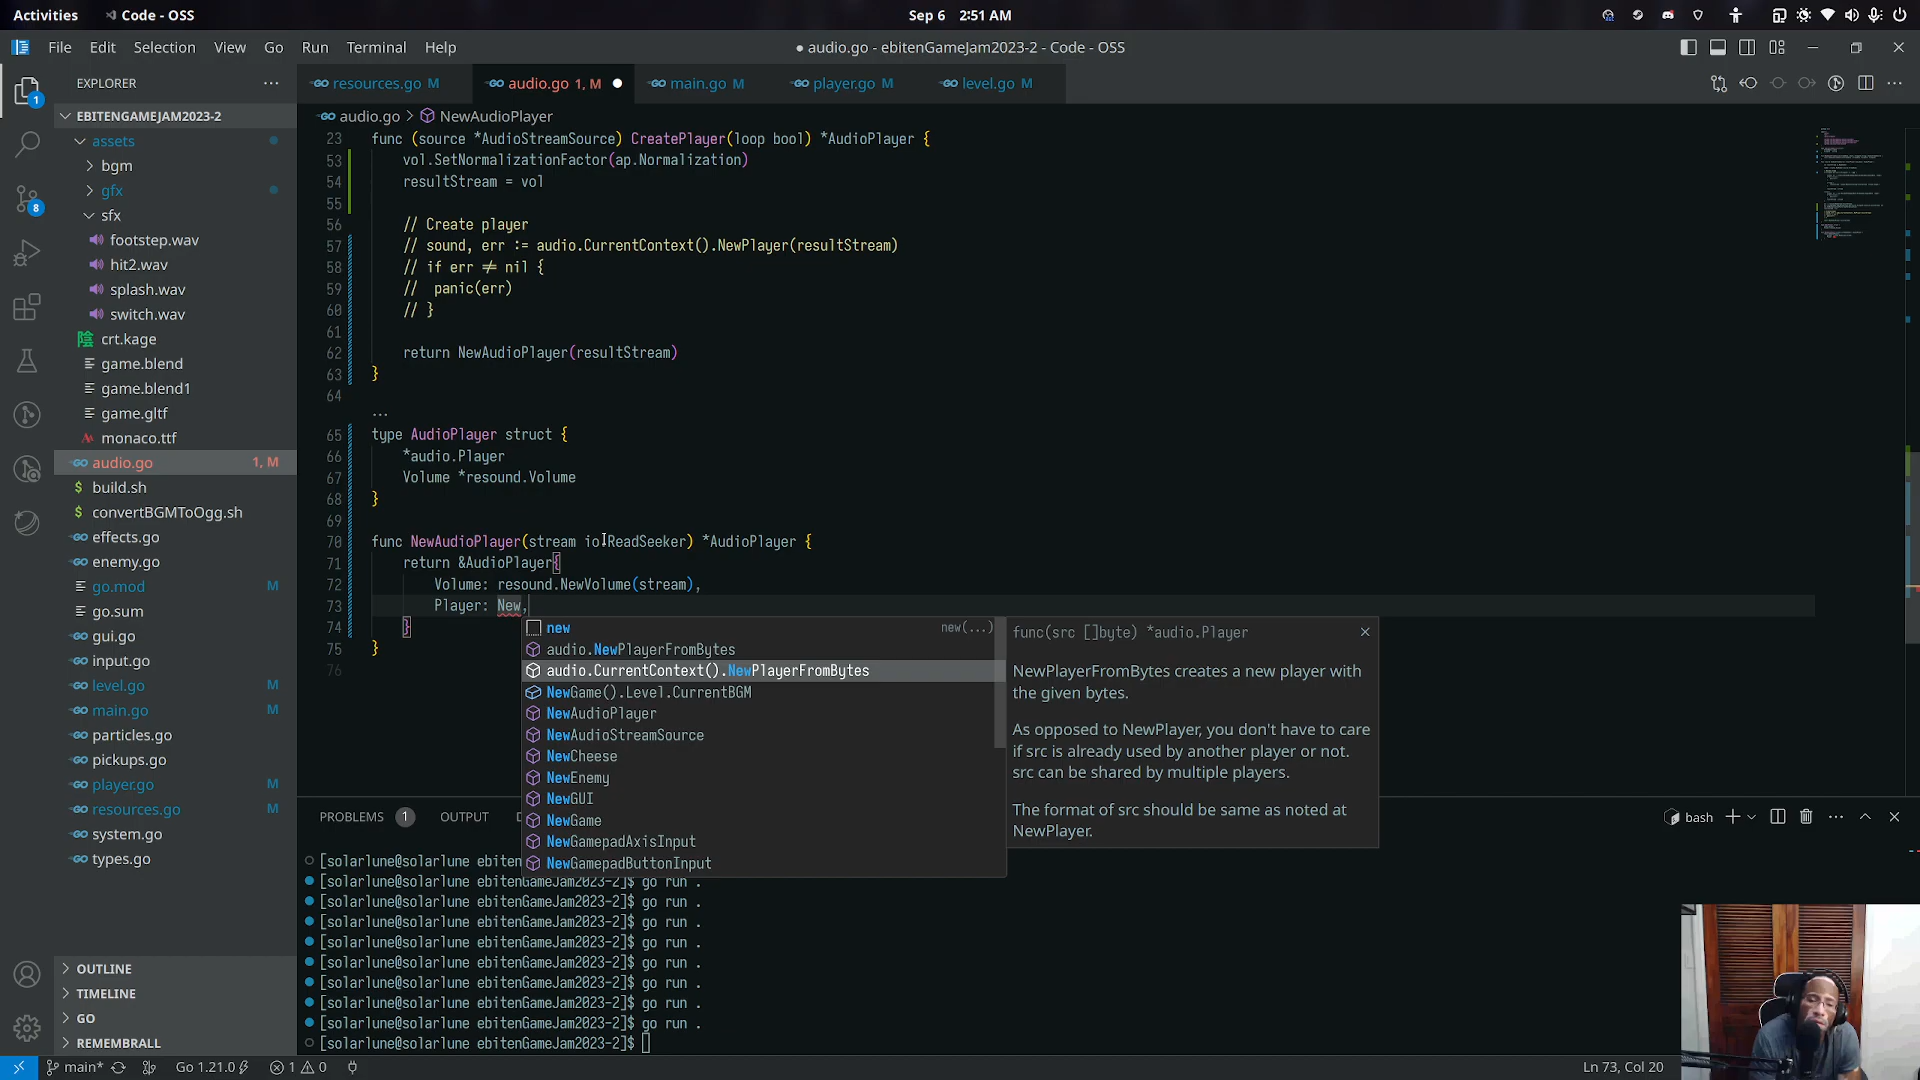 Activities
Code - OSS
Sep 6 2:51 AM
File Edit Selection View Go Run Terminal Help
● audio.go - ebitenGameJam2023-2 - Code - OSS
EXPLORER
resources.go M
audio.go 1, M
main.go M
player.go M
level.go M
audio.go > NewAudioPlayer
1
8
EBITENGAMEJAM2023-2
assets
bgm
gfx
sfx
footstep.wav
hit2.wav
splash.wav
switch.wav
crt.kage
game.blend
game.blend1
game.gltf
monaco.ttf
audio.go 1, M
build.sh
convertBGMToOgg.sh
effects.go
enemy.go
go.mod M
go.sum
gui.go
input.go
level.go M
main.go M
particles.go
pickups.go
player.go M
resources.go M
system.go
types.go
OUTLINE
TIMELINE
GO
REMEMBRALL
23 func (source *AudioStreamSource) CreatePlayer(loop bool) *AudioPlayer {
53 vol.SetNormalizationFactor(ap.Normalization)
54 resultStream = vol
55
56 // Create player
57 // sound, err := audio.CurrentContext().NewPlayer(resultStream)
58 // if err ≠ nil {
59 // panic(err)
60 // }
61
62 return NewAudioPlayer(resultStream)
63 }
64
...
65 type AudioPlayer struct {
66 *audio.Player
67 Volume *resound.Volume
68 }
69
70 func NewAudioPlayer(stream io.ReadSeeker) *AudioPlayer {
71 return &AudioPlayer{
72 Volume: resound.NewVolume(stream),
73 Player: New,
74 }
75 }
76
new new(...)
audio.NewPlayerFromBytes
audio.CurrentContext().NewPlayerFromBytes
NewGame().Level.CurrentBGM
NewAudioPlayer
NewAudioStreamSource
NewCheese
NewEnemy
NewGUI
NewGame
NewGamepadAxisInput
NewGamepadButtonInput
func(src []byte) *audio.Player
NewPlayerFromBytes creates a new player with
the given bytes.
As opposed to NewPlayer, you don't have to care
if src is already used by another player or not.
src can be shared by multiple players.
The format of src should be same as noted at
NewPlayer.
PROBLEMS 1 OUTPUT
bash
[solarlune@solarlune ebiten
[solarlune@solarlune ebitenGameJam2023-2]$ go run .
[solarlune@solarlune ebitenGameJam2023-2]$ go run .
[solarlune@solarlune ebitenGameJam2023-2]$ go run .
[solarlune@solarlune ebitenGameJam2023-2]$ go run .
[solarlune@solarlune ebitenGameJam2023-2]$ go run .
[solarlune@solarlune ebitenGameJam2023-2]$ go run .
[solarlune@solarlune ebitenGameJam2023-2]$ go run .
[solarlune@solarlune ebitenGameJam2023-2]$ go run .
[solarlune@solarlune ebitenGameJam2023-2]$
main* Go 1.21.0 1 0
Ln 73, Col 20